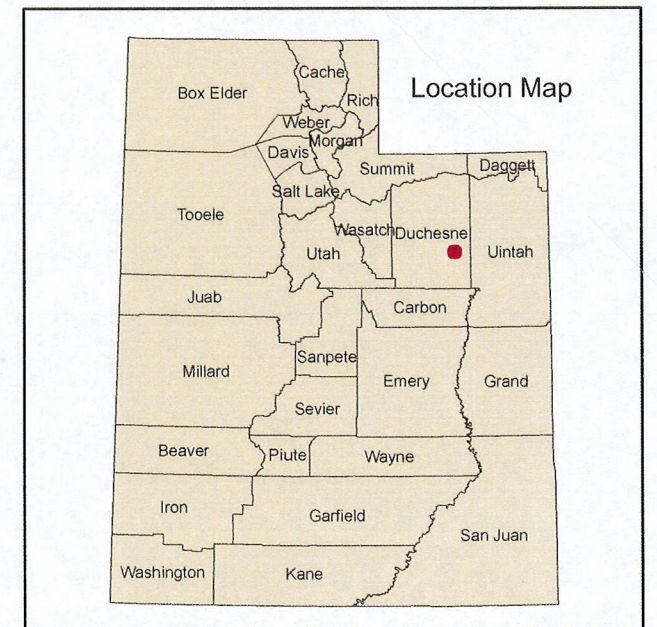 Location Map
Cache
Box Elder
Rich
Weber
Morgan
Davis
Summit
Daggett
Salt Lake
Tooele
Wasatch
Duchesne
Utah
Uintah
Juab
Carbon
Sanpete
Millard
Emery
Grand
Sevier
Beaver
Piute
Wayne
Iron
Garfield
San Juan
Washington
Kane